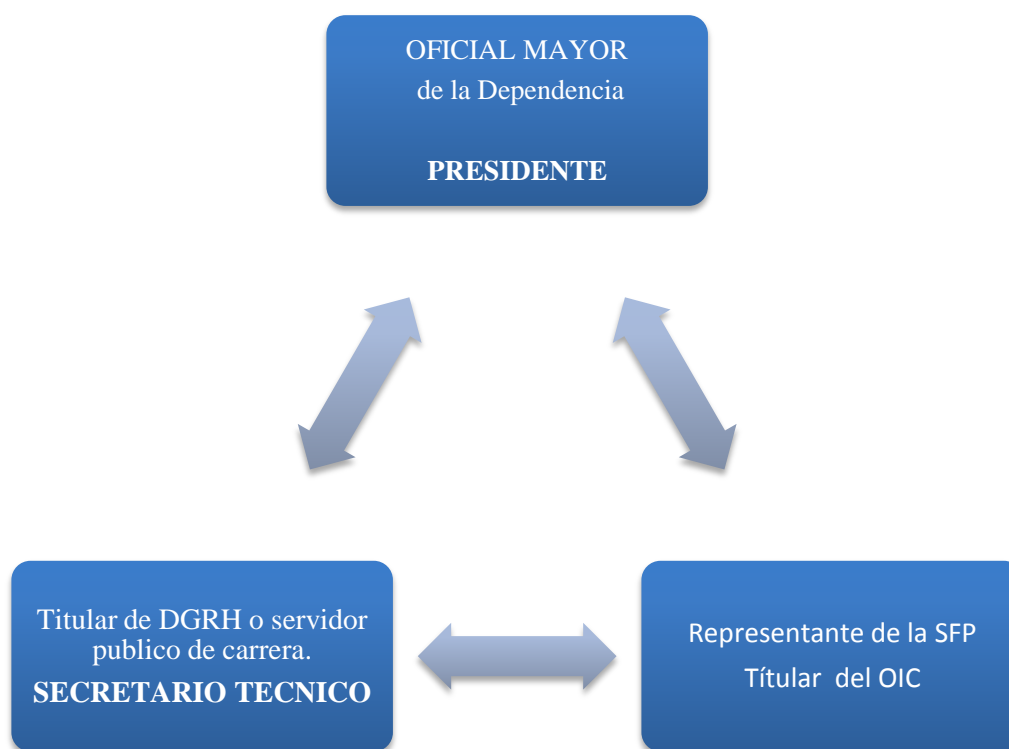 OFICIAL MAYOR
de la Dependencia
PRESIDENTE
Titular de DGRH o servidor
publico de carrera.
SECRETARIO TECNICO
Representante de la SFP
Títular del OIC